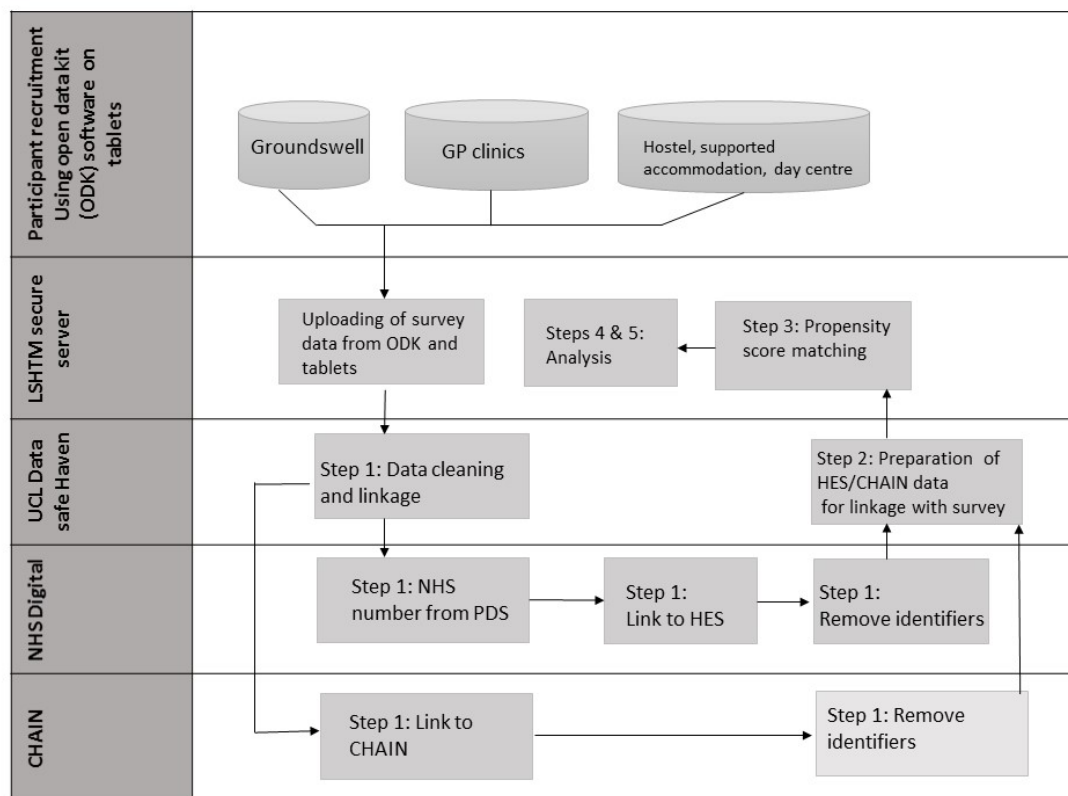 Participant recruitment
Using open data kit
(ODK) software on
tablets
Groundswell
GP clinics
Hostel, supported
accommodation, day centre
LSHTM secure
server
Uploading of survey
data from ODK and
tablets
Steps 4 & 5:
Analysis
Step 3: Propensity
score matching
UCL Data
safe Haven
Step 1: Data cleaning
and linkage
Step 2: Preparation of
HES/CHAIN data
for linkage with survey
NHS Digital
Step 1: NHS
number from PDS
Step 1:
Link to HES
Step 1:
Remove identifiers
CHAIN
Step 1: Link to
CHAIN
Step 1: Remove
identifiers